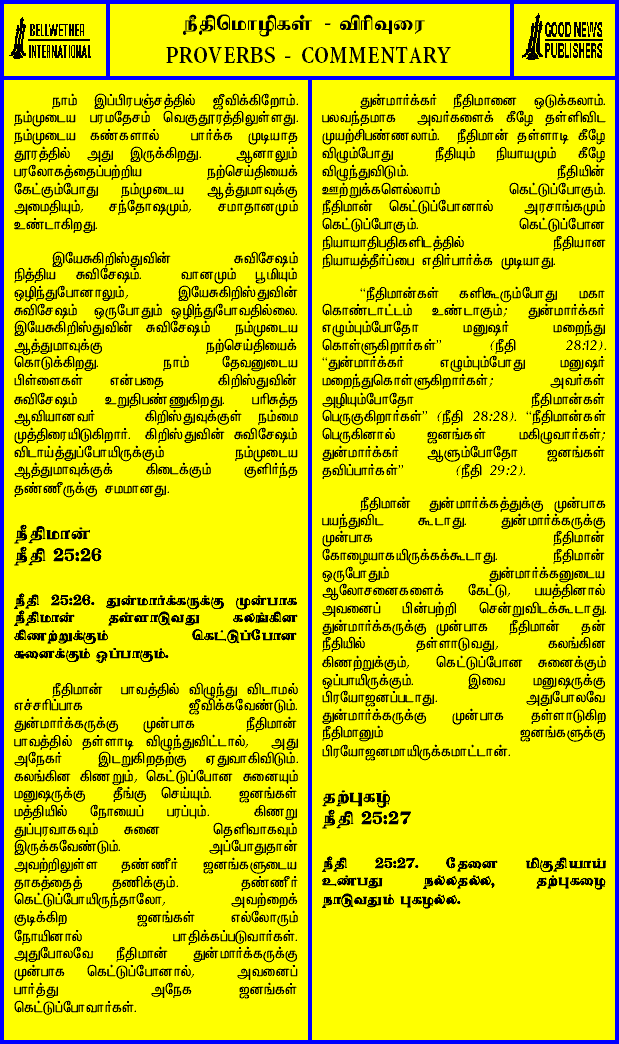 BELLWETHER
INTERNATIONAL
நீதிமொழிகள் - விரிவுரை
PROVERBS - COMMENTARY
GOOD NEWS
PUBLISHERS
நாம் இப்பிரபஞ்சத்தில் ஜீவிக்கிறோம்.
நம்முடைய பரமதேசம் வெகுதூரத்திலுள்ளது.
நம்முடைய கண்களால் பார்க்க முடியாத
தூரத்தில் அது இருக்கிறது. ஆனாலும்
பரலோகத்தைப்பற்றிய நற்செய்தியைக்
கேட்கும்போது நம்முடைய ஆத்துமாவுக்கு
அமைதியும், சந்தோஷமும், சமாதானமும்
உண்டாகிறது.
இயேசுகிறிஸ்துவின் சுவிசேஷம்
நித்திய சுவிசேஷம். வானமும் பூமியும்
ஒழிந்துபோனாலும், இயேசுகிறிஸ்துவின்
சுவிசேஷம் ஒருபோதும் ஒழிந்துபோவதில்லை.
இயேசுகிறிஸ்துவின் சுவிசேஷம் நம்முடைய
ஆத்துமாவுக்கு நற்செய்தியைக்
கொடுக்கிறது. நாம் தேவனுடைய
பிள்ளைகள் என்பதை கிறிஸ்துவின்
சுவிசேஷம் உறுதிபண்ணுகிறது. பரிசுத்த
ஆவியானவர் கிறிஸ்துவுக்குள் நம்மை
முத்திரையிடுகிறார். கிறிஸ்துவின் சுவிசேஷம்
விடாய்த்துப்போயிருக்கும் நம்முடைய
ஆத்துமாவுக்குக் கிடைக்கும் குளிர்ந்த
தண்ணீருக்கு சமமானது.
நீதிமான்
நீதி 25:26
நீதி 25:26. துன்மார்க்கருக்கு முன்பாக
நீதிமான் தள்ளாடுவது கலங்கின
கிணற்றுக்கும் கெட்டுப்போன
சுனைக்கும் ஒப்பாகும்.
நீதிமான் பாவத்தில் விழுந்து விடாமல்
எச்சரிப்பாக ஜீவிக்கவேண்டும்.
துன்மார்க்கருக்கு முன்பாக நீதிமான்
பாவத்தில் தள்ளாடி விழுந்துவிட்டால், அது
அநேகர் இடறுகிறதற்கு ஏதுவாகிவிடும்.
கலங்கின கிணறும், கெட்டுப்போன சுனையும்
மனுஷருக்கு தீங்கு செய்யும். ஜனங்கள்
மத்தியில் நோயைப் பரப்பும். கிணறு
துப்புரவாகவும் சுனை தெளிவாகவும்
இருக்கவேண்டும். அப்போதுதான்
அவற்றிலுள்ள தண்ணீர் ஜனங்களுடைய
தாகத்தைத் தணிக்கும். தண்ணீர்
கெட்டுப்போயிருந்தாலோ, அவற்றைக்
குடிக்கிற ஜனங்கள் எல்லோரும்
நோயினால் பாதிக்கப்படுவார்கள்.
அதுபோலவே நீதிமான் துன்மார்க்கருக்கு
முன்பாக கெட்டுப்போனால், அவனைப்
பார்த்து அநேக ஜனங்கள்
கெட்டுப்போவார்கள்.
துன்மார்க்கர் நீதிமானை ஒடுக்கலாம்.
பலவந்தமாக அவர்களைக் கீழே தள்ளிவிட
முயற்சிபண்ணலாம். நீதிமான் தள்ளாடி கீழே
விழும்போது நீதியும் நியாயமும் கீழே
விழுந்துவிடும். நீதியின்
ஊற்றுக்களெல்லாம் கெட்டுப்போகும்.
நீதிமான் கெட்டுப்போனால் அரசாங்கமும்
கெட்டுப்போகும். கெட்டுப்போன
நியாயாதிபதிகளிடத்தில் நீதியான
நியாயத்தீர்ப்பை எதிர்பார்க்க முடியாது.
“நீதிமான்கள் களிகூரும்போது மகா
கொண்டாட்டம் உண்டாகும்; துன்மார்க்கர்
எழும்பும்போதோ மனுஷர் மறைந்து
கொள்ளுகிறார்கள்” (நீதி 28:12).
“துன்மார்க்கர் எழும்பும்போது மனுஷர்
மறைந்துகொள்ளுகிறார்கள்; அவர்கள்
அழியும்போதோ நீதிமான்கள்
பெருகுகிறார்கள்” (நீதி 28:28). “நீதிமான்கள்
பெருகினால் ஜனங்கள் மகிழுவார்கள்;
துன்மார்க்கர் ஆளும்போதோ ஜனங்கள்
தவிப்பார்கள்” (நீதி 29:2).
நீதிமான் துன்மார்க்கத்துக்கு முன்பாக
பயந்துவிட கூடாது. துன்மார்க்கருக்கு
முன்பாக நீதிமான்
கோழையாகயிருக்கக்கூடாது. நீதிமான்
ஒருபோதும் துன்மார்க்கனுடைய
ஆலோசனைகளைக் கேட்டு, பயத்தினால்
அவனைப் பின்பற்றி சென்றுவிடக்கூடாது.
துன்மார்க்கருக்கு முன்பாக நீதிமான் தன்
நீதியில் தள்ளாடுவது, கலங்கின
கிணற்றுக்கும், கெட்டுப்போன சுனைக்கும்
ஒப்பாயிருக்கும். இவை மனுஷருக்கு
பிரயோஜனப்படாது. அதுபோலவே
துன்மார்க்கருக்கு முன்பாக தள்ளாடுகிற
நீதிமானும் ஜனங்களுக்கு
பிரயோஜனமாயிருக்கமாட்டான்.
தற்புகழ்
நீதி 25:27
நீதி 25:27. தேனை மிகுதியாய்
உண்பது நல்லதல்ல, தற்புகழை
நாடுவதும் புகழல்ல.